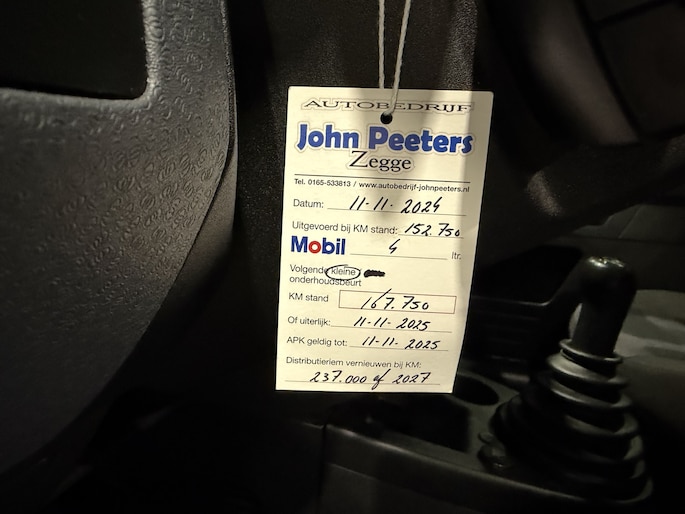 AUTOBEDRIJF
John Peeters
Zegge
Tel. 0165-533813 / www.autobedrijf-johnpeeters.nl
Datum: 11-11-2024
Uitgevoerd bij KM stand: 152.750
Mobil 4 ltr.
Volgende kleine
onderhoudsbeurt
KM stand 167.750
Of uiterlijk: 11-11-2025
APK geldig tot: 11-11-2025
Distributieriem vernieuwen bij KM:
237.000 of 2027